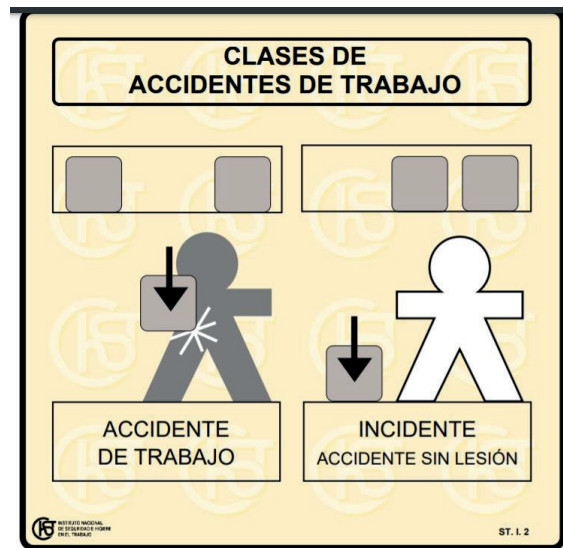 CLASES DE
ACCIDENTES DE TRABAJO
ACCIDENTE
DE TRABAJO
INCIDENTE
ACCIDENTE SIN LESIÓN
INSTITUTO NACIONAL
DE SEGURIDAD E HIGIENE
EN EL TRABAJO
ST. I. 2